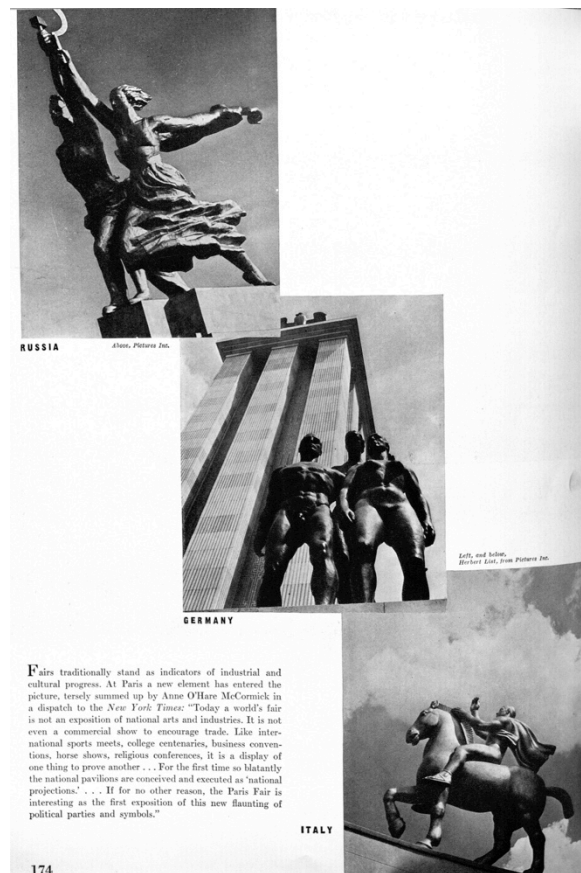 RUSSIA
Above, Pictures Inc.
Left, and below,
Herbert List, from Pictures Inc.
GERMANY
Fairs traditionally stand as indicators of industrial and
cultural progress. At Paris a new element has entered the
picture, tersely summed up by Anne O'Hare McCormick in
a dispatch to the New York Times: “Today a world's fair
is not an exposition of national arts and industries. It is not
even a commercial show to encourage trade. Like inter-
national sports meets, college centenaries, business conven-
tions, horse shows, religious conferences, it is a display of
one thing to prove another . . . For the first time so blatantly
the national pavilions are conceived and executed as ‘national
projections.’ . . . If for no other reason, the Paris Fair is
interesting as the first exposition of this new flaunting of
political parties and symbols.”
ITALY
174